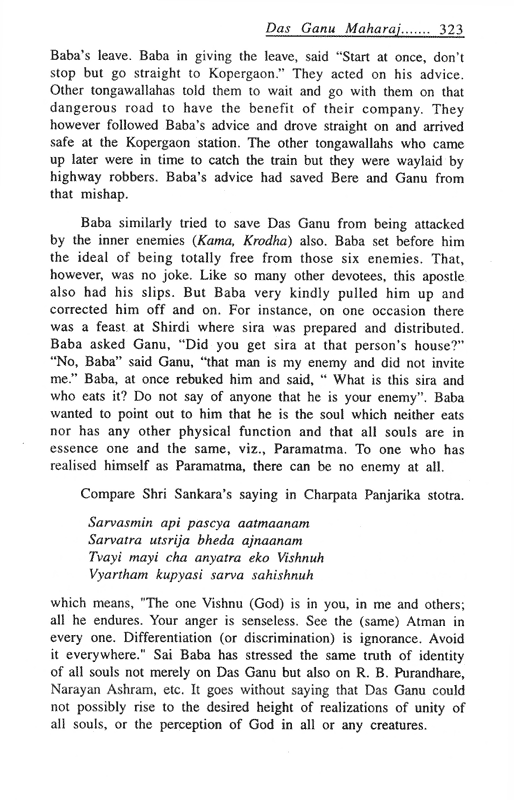 Das Ganu Maharaj....... 323
Baba's leave. Baba in giving the leave, said "Start at once, don't
stop but go straight to Kopergaon." They acted on his advice.
Other tongawallahas told them to wait and go with them on that
dangerous road to have the benefit of their company. They
however followed Baba's advice and drove straight on and arrived
safe at the Kopergaon station. The other tongawallahs who came
up later were in time to catch the train but they were waylaid by
highway robbers. Baba's advice had saved Bere and Ganu from
that mishap.
Baba similarly tried to save Das Ganu from being attacked
by the inner enemies (Kama, Krodha) also. Baba set before him
the ideal of being totally free from those six enemies. That,
however, was no joke. Like so many other devotees, this apostle
also had his slips. But Baba very kindly pulled him up and
corrected him off and on. For instance, on one occasion there
was a feast at Shirdi where sira was prepared and distributed.
Baba asked Ganu, "Did you get sira at that person's house?"
"No, Baba" said Ganu, "that man is my enemy and did not invite
me." Baba, at once rebuked him and said, " What is this sira and
who eats it? Do not say of anyone that he is your enemy". Baba
wanted to point out to him that he is the soul which neither eats
nor has any other physical function and that all souls are in
essence one and the same, viz., Paramatma. To one who has
realised himself as Paramatma, there can be no enemy at all.
Compare Shri Sankara's saying in Charpata Panjarika stotra.
Sarvasmin api pascya aatmaanam
Sarvatra utsrija bheda ajnaanam
Tvayi mayi cha anyatra eko Vishnuh
Vyartham kupyasi sarva sahishnuh
which means, "The one Vishnu (God) is in you, in me and others;
all he endures. Your anger is senseless. See the (same) Atman in
every one. Differentiation (or discrimination) is ignorance. Avoid
it everywhere." Sai Baba has stressed the same truth of identity
of all souls not merely on Das Ganu but also on R. B. Purandhare,
Narayan Ashram, etc. It goes without saying that Das Ganu could
not possibly rise to the desired height of realizations of unity of
all souls, or the perception of God in all or any creatures.